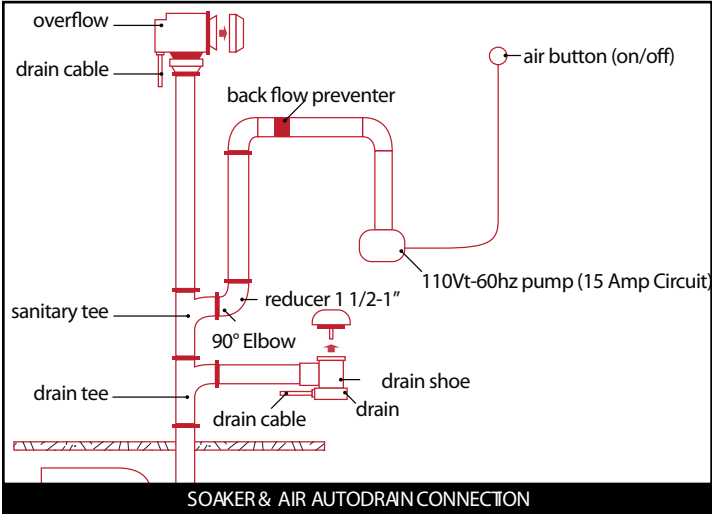 overflow
drain cable
back flow preventer
air button (on/off)
110Vt-60hz pump (15 Amp Circuit)
sanitary tee
reducer 1 1/2-1”
90° Elbow
drain shoe
drain tee
drain cable
drain
SOAKER & AIR AUTODRAIN CONNECTION